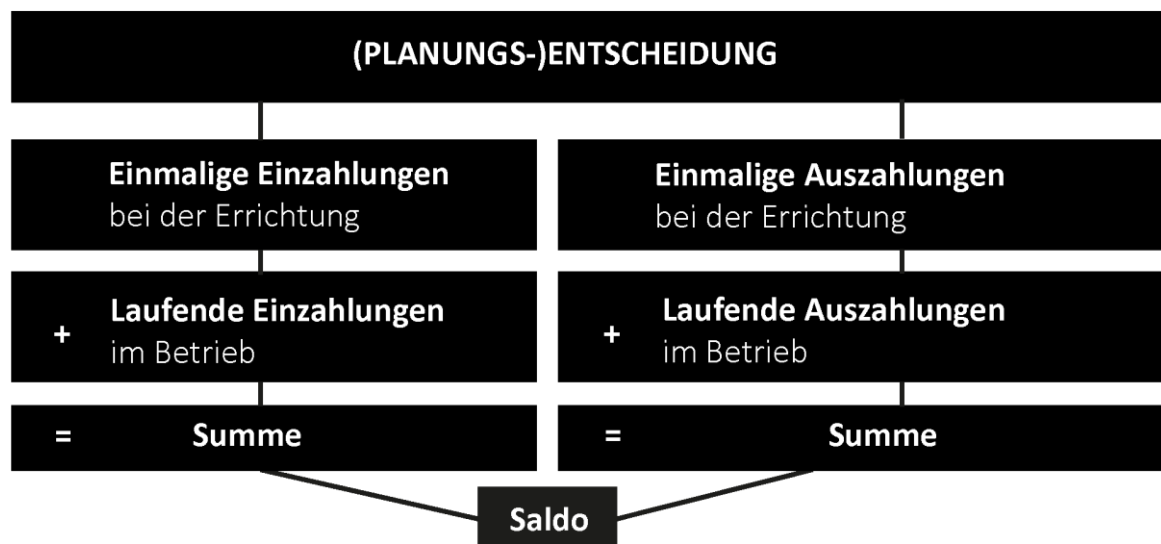 (PLANUNGS-)ENTSCHEIDUNG
Einmalige Einzahlungen
bei der Errichtung
+ Laufende Einzahlungen
im Betrieb
= Summe
Einmalige Auszahlungen
bei der Errichtung
+ Laufende Auszahlungen
im Betrieb
= Summe
Saldo